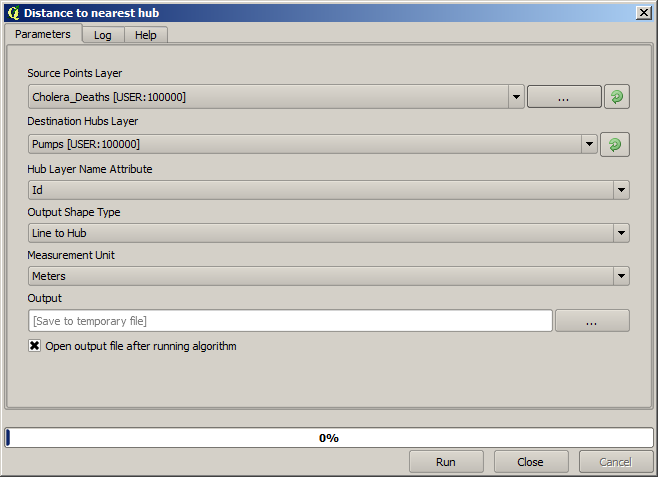 Distance to nearest hub
Parameters Log Help
Source Points Layer
Cholera_Deaths [USER:100000] ...
Destination Hubs Layer
Pumps [USER:100000]
Hub Layer Name Attribute
Id
Output Shape Type
Line to Hub
Measurement Unit
Meters
Output
[Save to temporary file] ...
Open output file after running algorithm
0%
Run Close Cancel